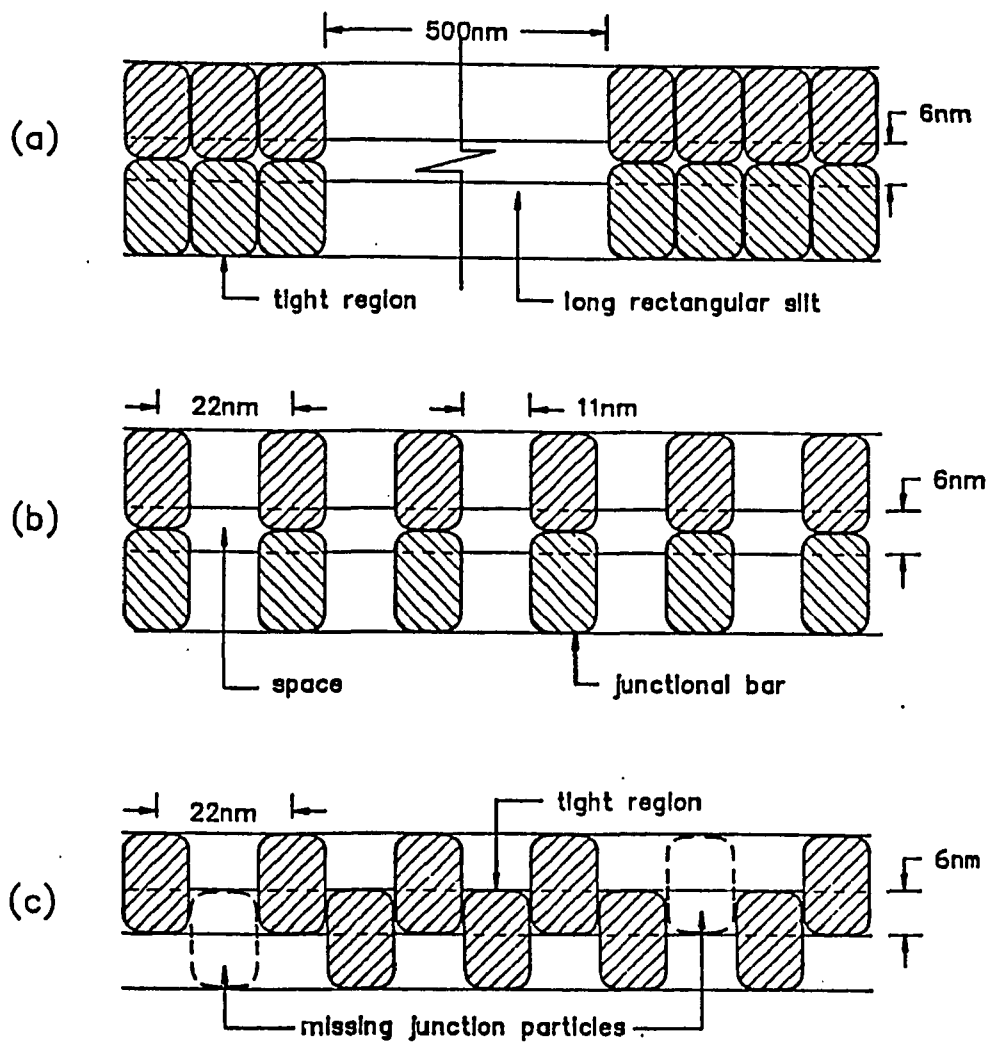 500nm
(a)
6nm
tight region
long rectangular slit
22nm
11nm
(b)
6nm
space
junctional bar
22nm
tight region
(c)
6nm
missing junction particles